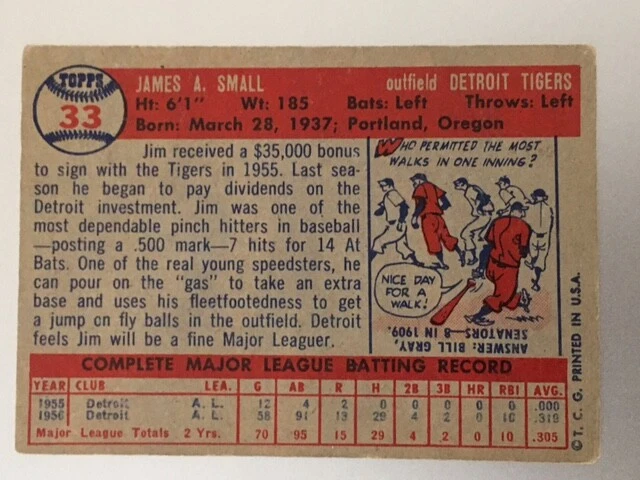 TOPPS
33
JAMES A. SMALL outfield DETROIT TIGERS
Ht: 6'1" Wt: 185 Bats: Left Throws: Left
Born: March 28, 1937; Portland, Oregon
Jim received a $35,000 bonus
to sign with the Tigers in 1955. Last sea-
son he began to pay dividends on the
Detroit investment. Jim was one of the
most dependable pinch hitters in baseball
—posting a .500 mark—7 hits for 14 At
Bats. One of the real young speedsters, he
can pour on the "gas" to take an extra
base and uses his fleetfootedness to get
a jump on fly balls in the outfield. Detroit
feels Jim will be a fine Major Leaguer.
WHO PERMITTED THE MOST
WALKS IN ONE INNING?
NICE DAY
FOR A
WALK!
ANSWER: BILL GRAY,
SENATORS—8 IN 1909.
COMPLETE MAJOR LEAGUE BATTING RECORD
YEAR CLUB LEA. G AB R H 2B 3B HR RBI AVG.
1955 Detroit A. L. 12 4 2 0 0 0 0 0 .000
1956 Detroit A. L. 58 91 13 29 4 2 0 10 .319
Major League Totals 2 Yrs. 70 95 15 29 4 2 0 10 .305
© T. C. G. PRINTED IN U.S.A.